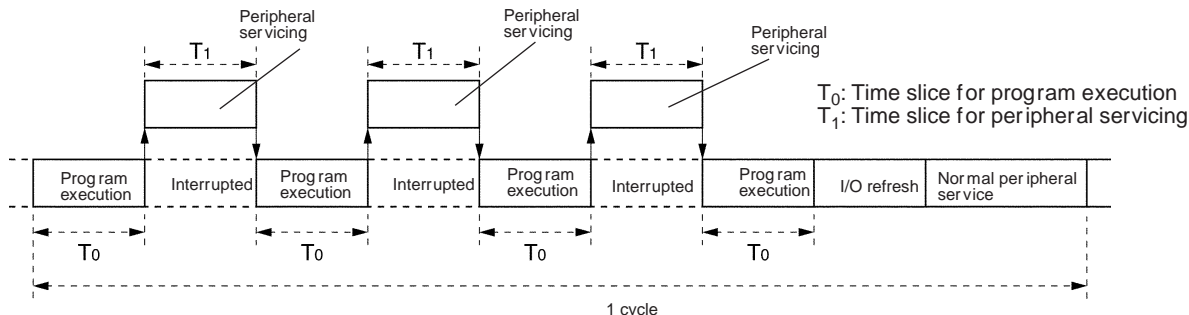 Peripheral
servicing
Peripheral
servicing
Peripheral
servicing
T1
T1
T1
T0: Time slice for program execution
T1: Time slice for peripheral servicing
Program
execution
Interrupted
Program
execution
Interrupted
Program
execution
Interrupted
Program
execution
I/O refresh
Normal peripheral
service
T0
T0
T0
T0
1 cycle